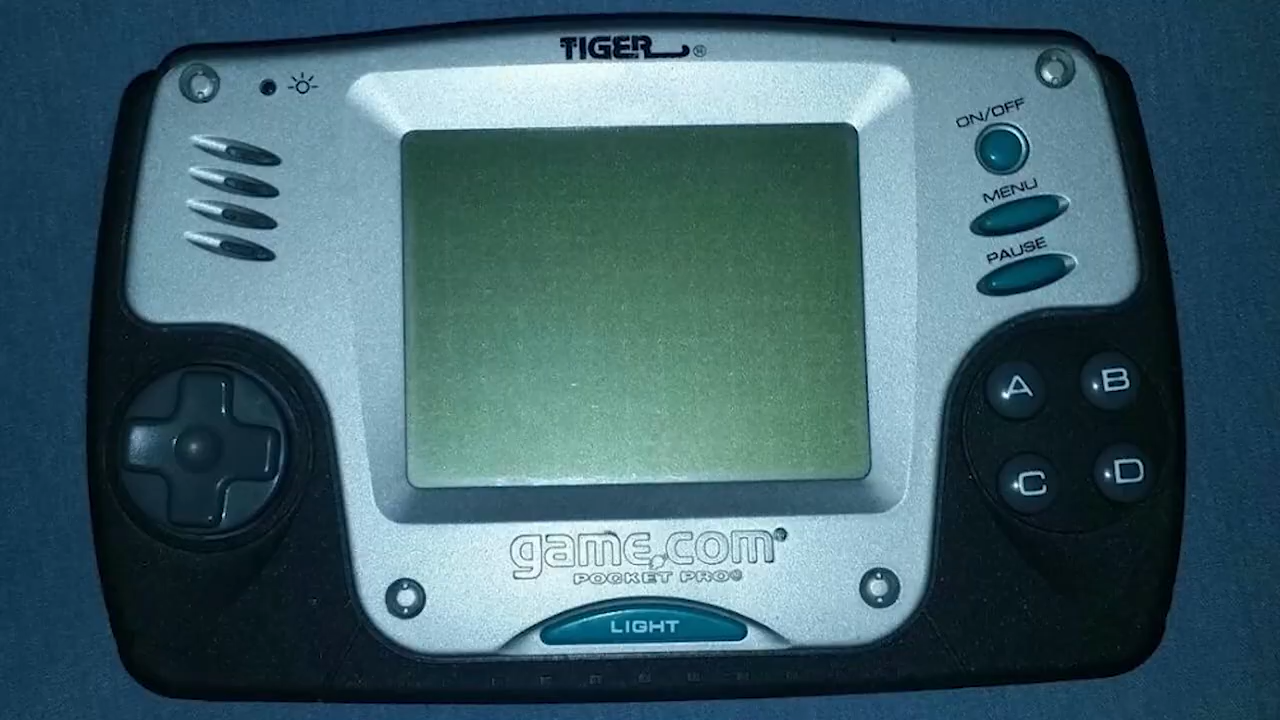 TIGER®
ON/OFF
MENU
PAUSE
A B
C D
game.com®
POCKET PRO®
LIGHT